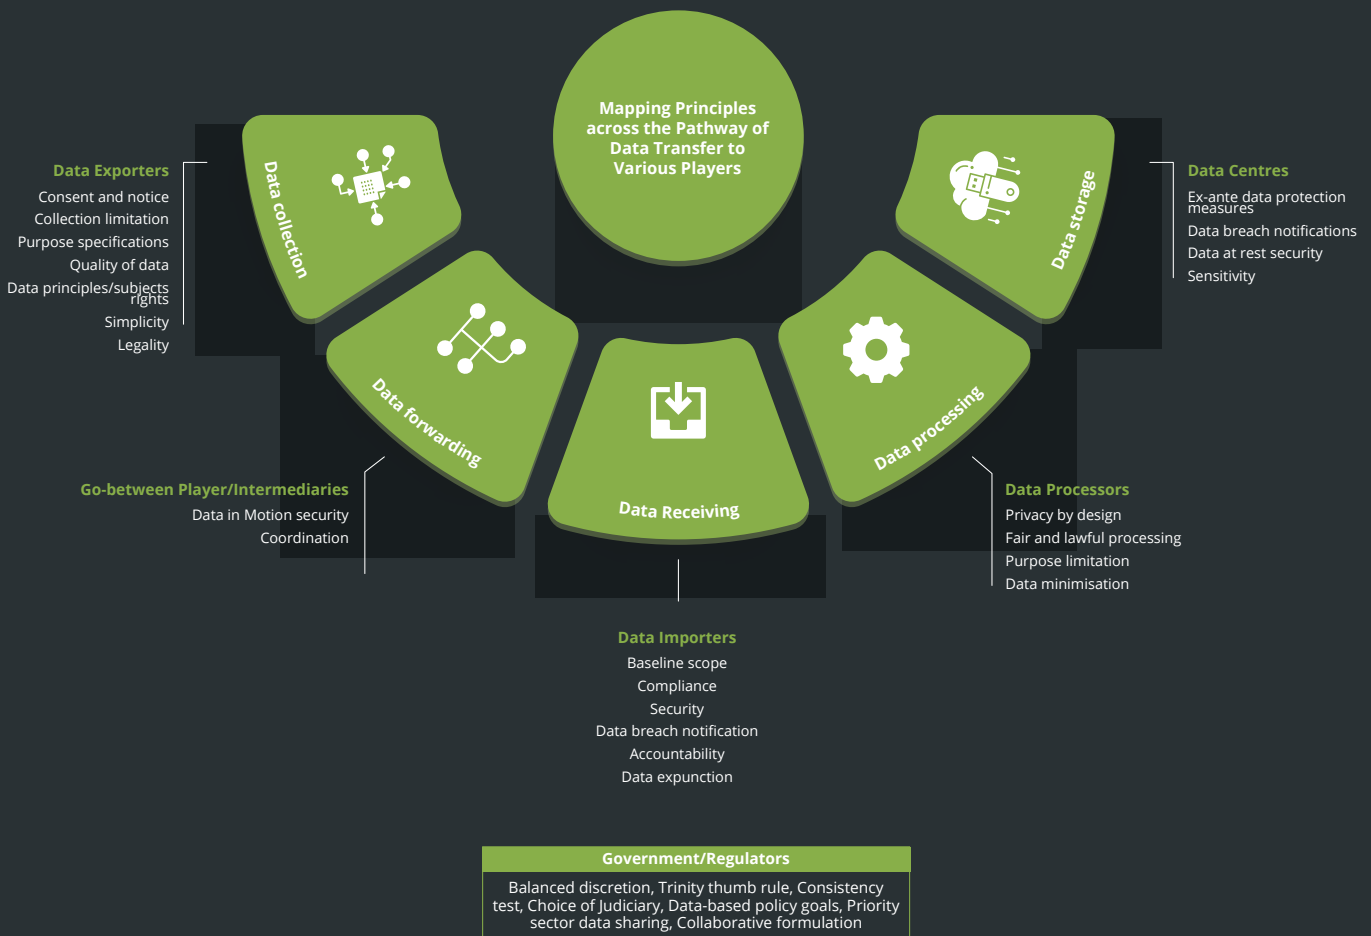 Mapping Principles
across the Pathway of
Data Transfer to
Various Players
Data collection
Data Exporters
Consent and notice
Collection limitation
Purpose specifications
Quality of data
Data principles/subjects
rights
Simplicity
Legality
Data forwarding
Go-between Player/Intermediaries
Data in Motion security
Coordination
Data Receiving
Data Importers
Baseline scope
Compliance
Security
Data breach notification
Accountability
Data expunction
Data processing
Data Processors
Privacy by design
Fair and lawful processing
Purpose limitation
Data minimisation
Data storage
Data Centres
Ex-ante data protection
measures
Data breach notifications
Data at rest security
Sensitivity
Government/Regulators
Balanced discretion, Trinity thumb rule, Consistency
test, Choice of Judiciary, Data-based policy goals, Priority
sector data sharing, Collaborative formulation